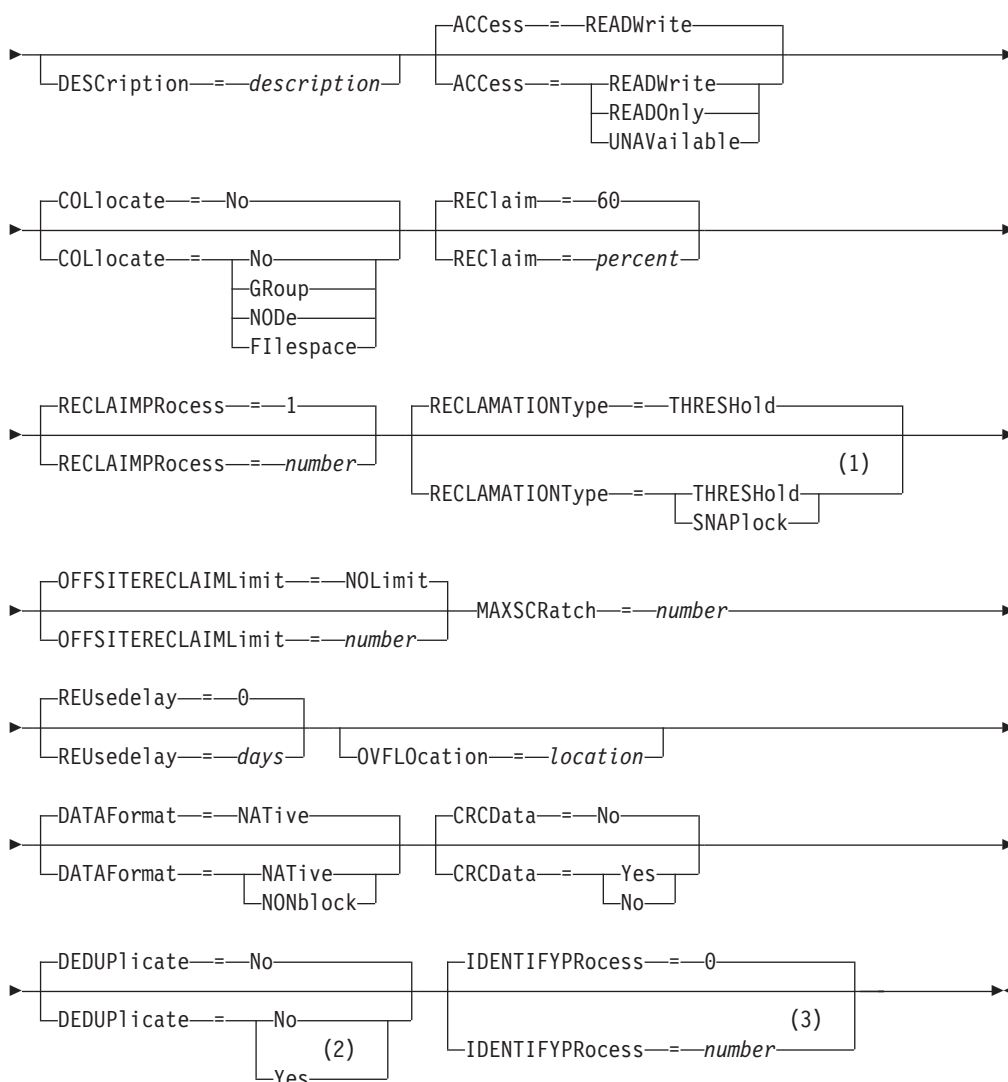 ACCess = READWrite
DESCription = description
ACCess = READWrite
READOnly
UNAVailable
COLlocate = No
REClaim = 60
COLlocate = No
REClaim = percent
GRoup
NODe
FIlespace
RECLAIMPRocess = 1
RECLAMATIONType = THRESHold
RECLAIMPRocess = number
(1)
RECLAMATIONType = THRESHold
SNAPlock
OFFSITERECLAIMLimit = NOLimit
MAXSCRatch = number
OFFSITERECLAIMLimit = number
REUsedelay = 0
REUsedelay = days
OVFLOcation = location
DATAFormat = NATive
CRCData = No
DATAFormat = NATive
CRCData = Yes
NONblock
No
DEDUPlicate = No
IDENTIFYPRocess = 0
DEDUPlicate = No
(3)
(2)
IDENTIFYPRocess = number
Yes